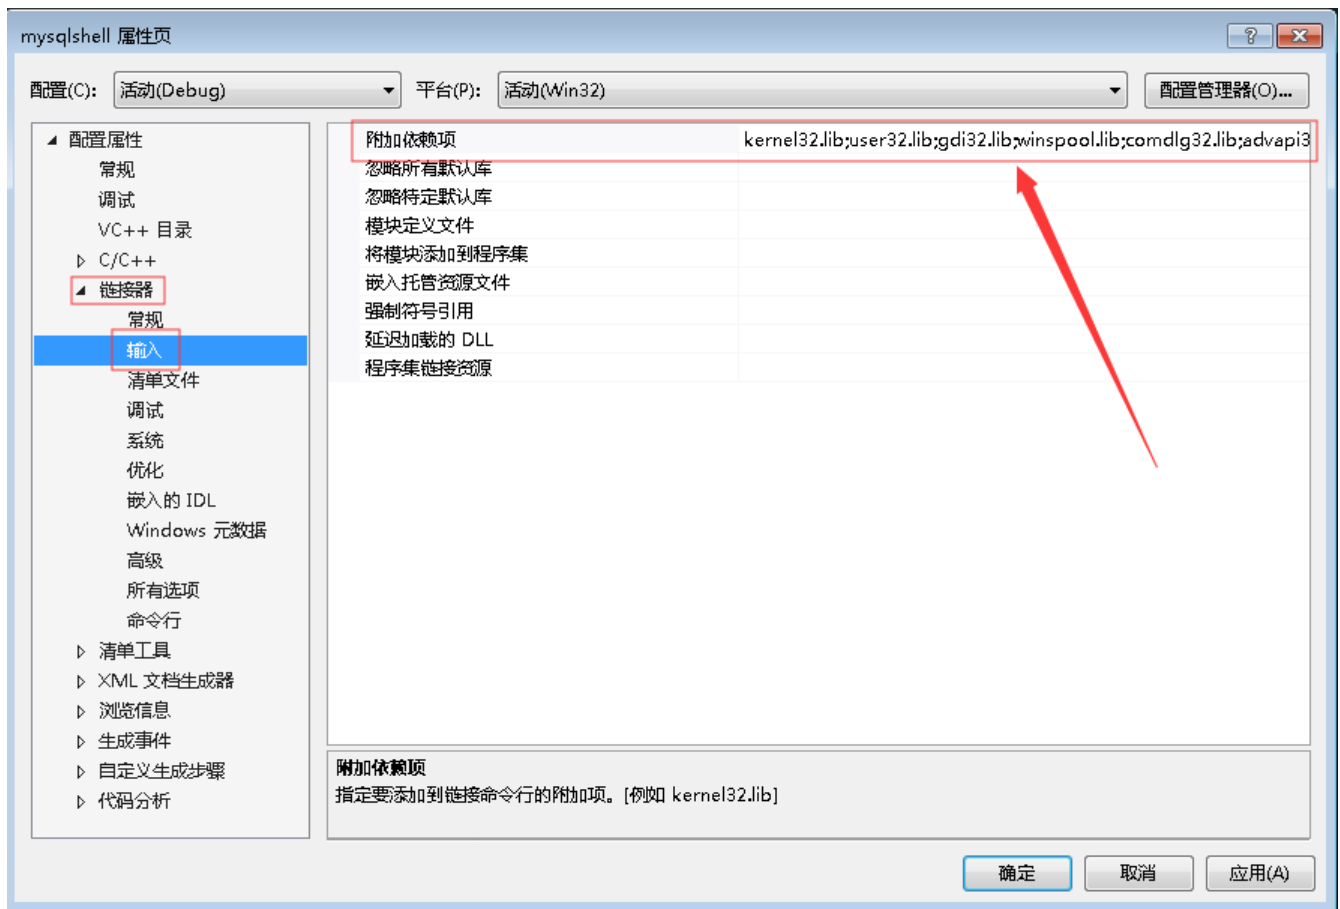 mysqlshell 属性页
配置(C): 活动(Debug) 平台(P): 活动(Win32) 配置管理器(O)...
配置属性
常规
调试
VC++ 目录
C/C++
链接器
常规
输入
清单文件
调试
系统
优化
嵌入的 IDL
Windows 元数据
高级
所有选项
命令行
清单工具
XML 文档生成器
浏览信息
生成事件
自定义生成步骤
代码分析
附加依赖项 kernel32.lib;user32.lib;gdi32.lib;winspool.lib;comdlg32.lib;advapi3
忽略所有默认库
忽略特定默认库
模块定义文件
将模块添加到程序集
嵌入托管资源文件
强制符号引用
延迟加载的 DLL
程序集链接资源
附加依赖项
指定要添加到链接命令行的附加项。[例如 kernel32.lib]
确定 取消 应用(A)